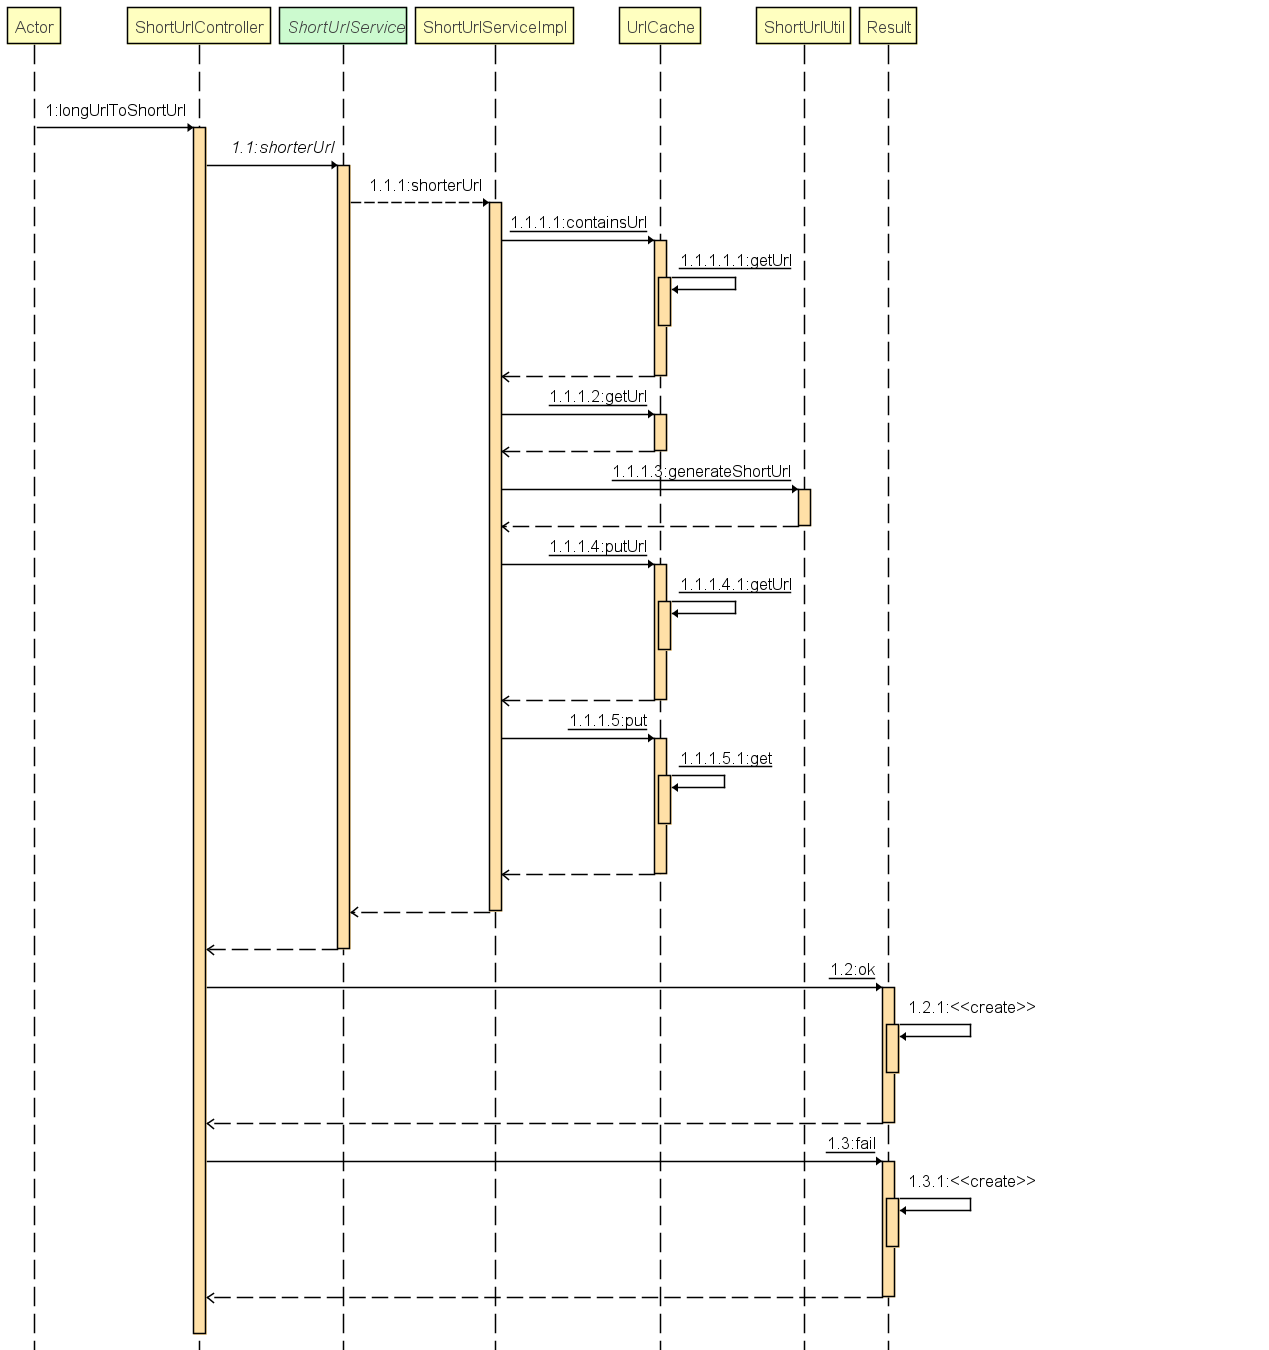 Actor
ShortUrlController
ShortUrlService
ShortUrlServiceImpl
UrlCache
ShortUrlUtil
Result
1:longUrlToShortUrl
1.1:shorterUrl
1.1.1:shorterUrl
1.1.1.1:containsUrl
1.1.1.1.1:getUrl
1.1.1.2:getUrl
1.1.1.3:generateShortUrl
1.1.1.4:putUrl
1.1.1.4.1:getUrl
1.1.1.5:put
1.1.1.5.1:get
1.2:ok
1.2.1:<<create>>
1.3:fail
1.3.1:<<create>>